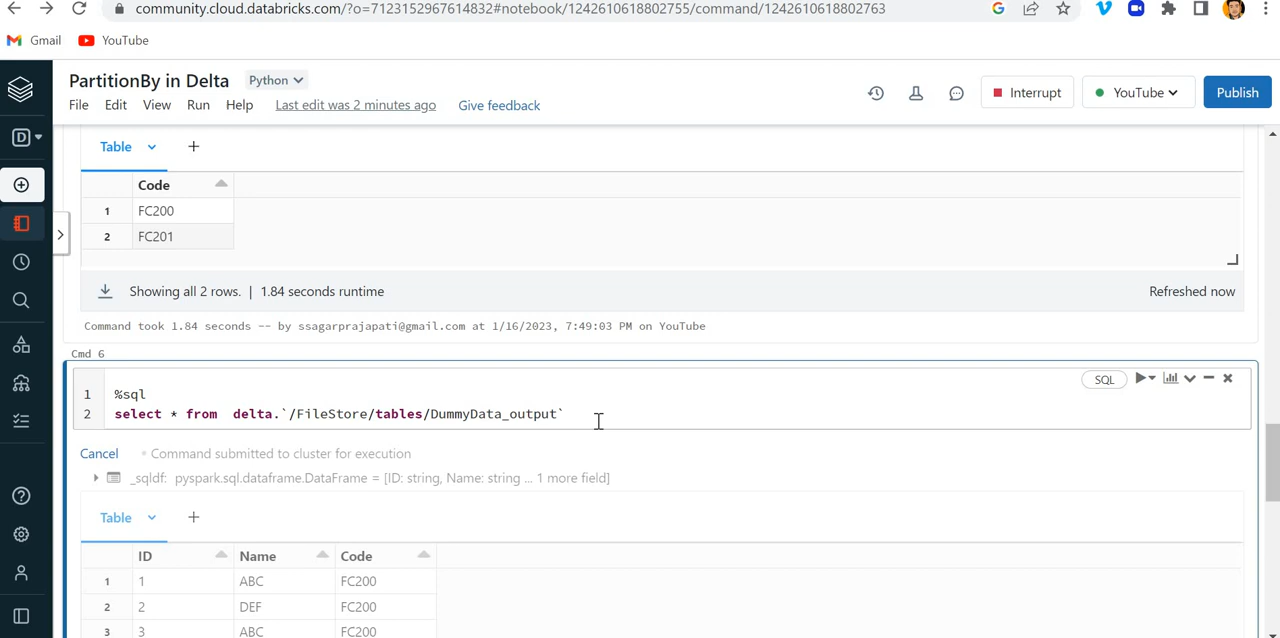 community.cloud.databricks.com/?o=7123152967614832#notebook/1242610618802755/command/1242610618802763
Gmail YouTube
PartitionBy in Delta Python
File Edit View Run Help Last edit was 2 minutes ago Give feedback
Interrupt YouTube Publish
D
Table +
Code
1 FC200
2 FC201
Showing all 2 rows. | 1.84 seconds runtime Refreshed now
Command took 1.84 seconds -- by ssagarprajapati@gmail.com at 1/16/2023, 7:49:03 PM on YouTube
Cmd 6
SQL
1 %sql
2 select * from delta.`/FileStore/tables/DummyData_output`
Cancel * Command submitted to cluster for execution
_sqldf: pyspark.sql.dataframe.DataFrame = [ID: string, Name: string ... 1 more field]
Table +
ID Name Code
1 1 ABC FC200
2 2 DEF FC200
3 3 ABC FC200